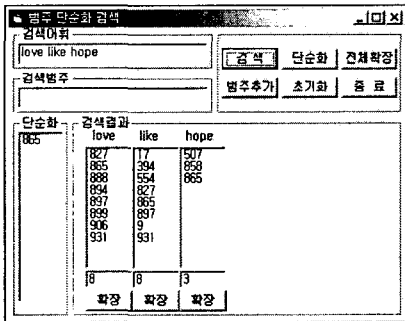 범주 단순화 검색
검색어휘
love like hope
검색 단순화 전체확장
검색범주
범주추가 초기화 종료
단순화 검색결과
865
love like hope
827 17 507
865 394 858
888 554 865
894 827
897 865
899 897
906 9
931 931
8 8 3
확장 확장 확장